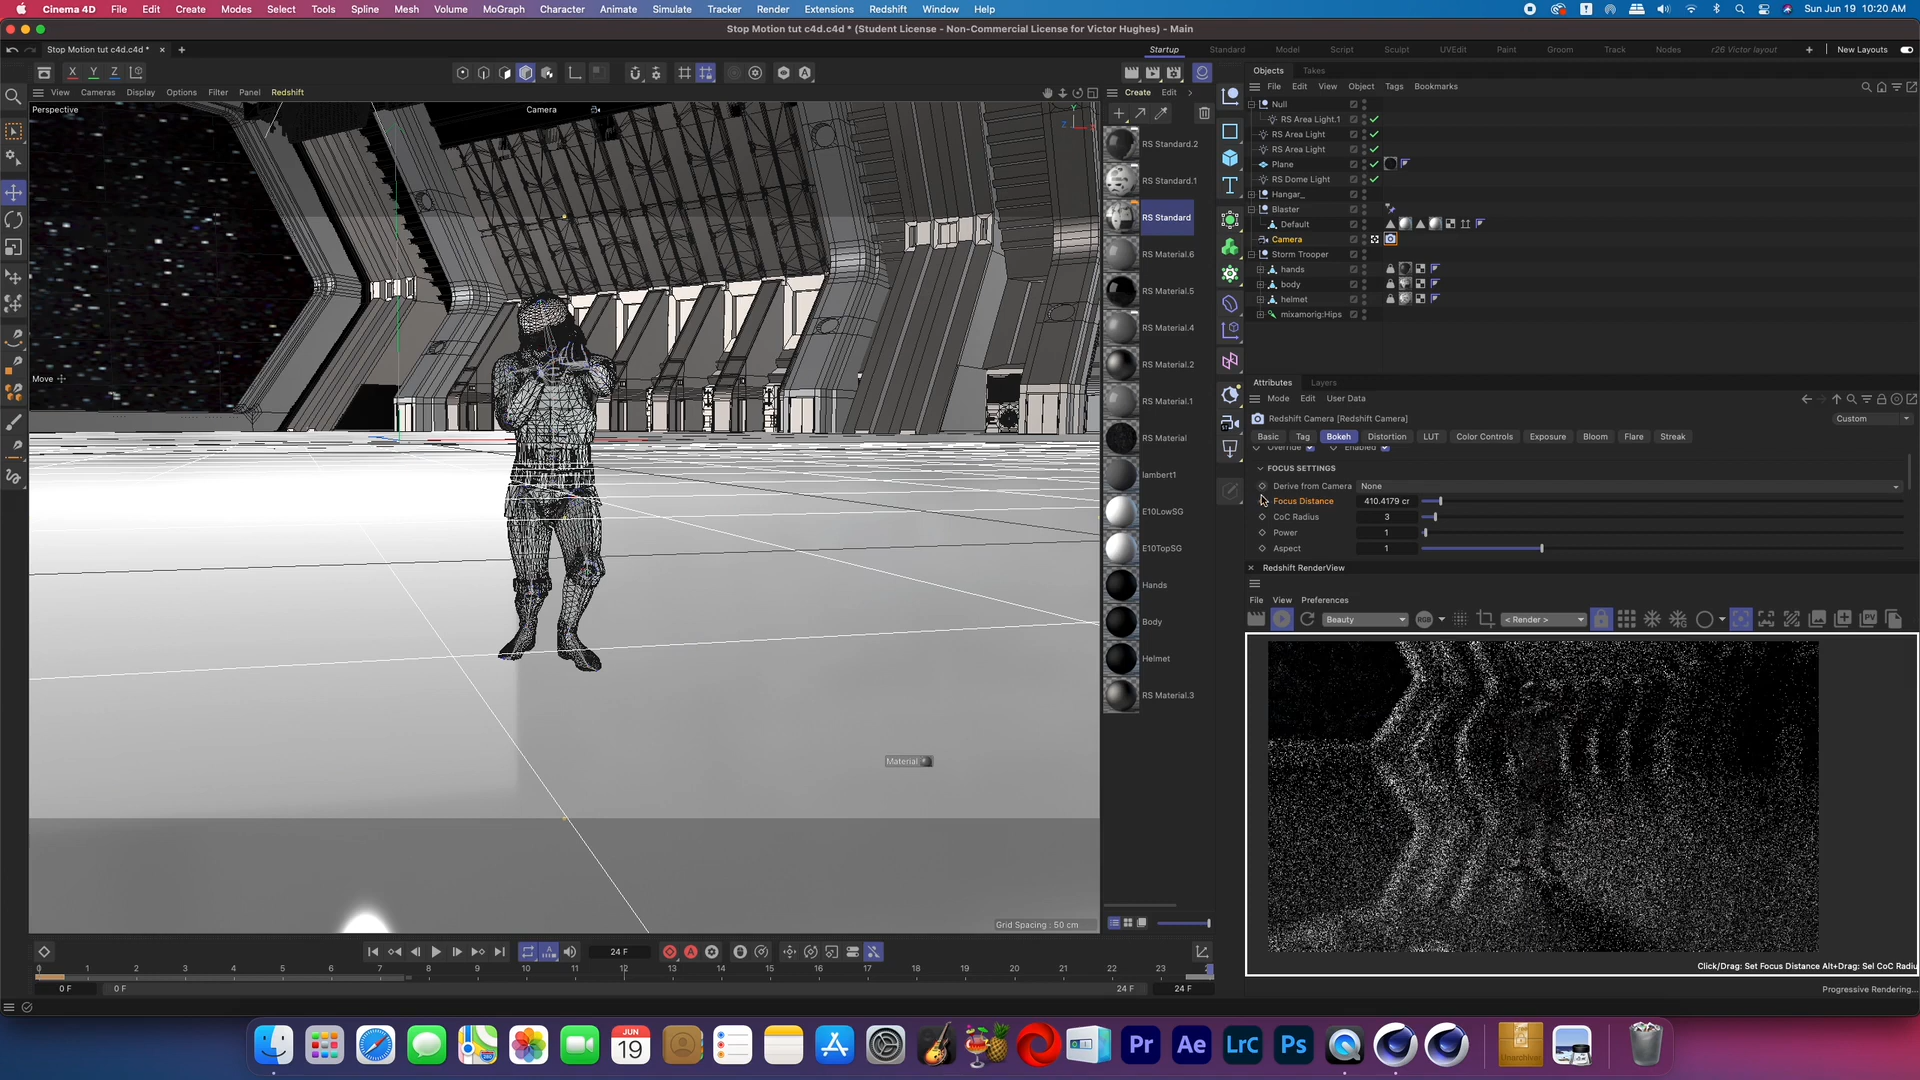 Cinema 4D File Edit Create Modes Select Tools Spline Mesh Volume MoGraph Character Animate Simulate Tracker Render Extensions Redshift Window Help
Sun Jun 19 10:20 AM
Stop Motion tut c4d.c4d * (Student License - Non-Commercial License for Victor Hughes) - Main
Stop Motion tut c4d.c4d *
Startup Standard Model Script Sculpt UVEdit Paint Groom Track Nodes r26 Victor layout New Layouts
X Y Z
View Cameras Display Options Filter Panel Redshift
Perspective
Camera
Move
Material
Grid Spacing : 50 cm
Create Edit
RS Standard.2
RS Standard.1
RS Standard
RS Material.6
RS Material.5
RS Material.4
RS Material.2
RS Material.1
RS Material
lambert1
E10LowSG
E10TopSG
Hands
Body
Helmet
RS Material.3
Objects Takes
File Edit View Object Tags Bookmarks
Null
RS Area Light.1
RS Area Light
RS Area Light
Plane
RS Dome Light
Hangar_
Blaster
Default
Camera
Storm Trooper
hands
body
helmet
mixamorig:Hips
Attributes Layers
Mode Edit User Data
Redshift Camera [Redshift Camera]
Custom
Basic Tag Bokeh Distortion LUT Color Controls Exposure Bloom Flare Streak
Override Enabled
FOCUS SETTINGS
Derive from Camera None
Focus Distance 410.4179 cr
CoC Radius 3
Power 1
Aspect 1
Redshift RenderView
File View Preferences
Beauty RGB < Render > PV
Click/Drag: Set Focus Distance Alt+Drag: Sel CoC Radiu
Progressive Rendering...
24 F
0 1 2 3 4 5 6 7 8 9 10 11 12 13 14 15 16 17 18 19 20 21 22 23
0 F 0 F 24 F 24 F
JUN
19
Pr Ae LrC Ps
Unarchiver